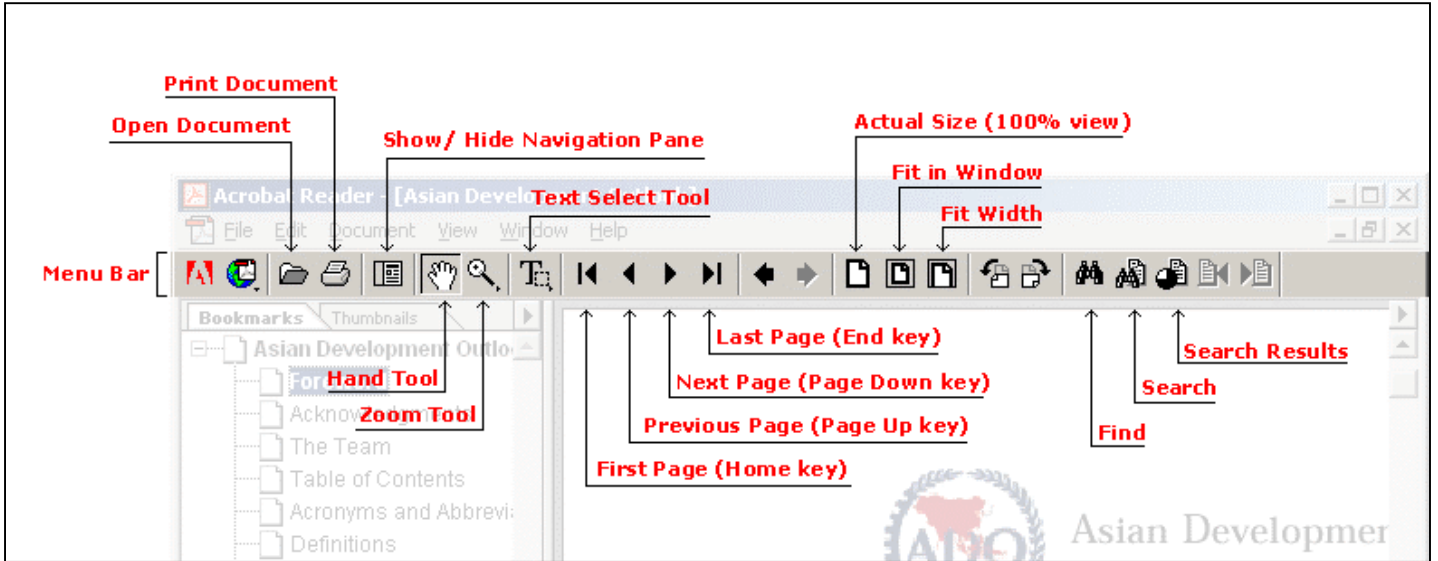 Print Document
Open Document
Actual Size (100% view)
Show/ Hide Navigation Pane
Fit in Window
Text Select Tool
Fit Width
Acrobat Reader - [Asian Devel
File Edit Document View Window Help
Menu Bar
Bookmarks Thumbnails
Asian Development Outlo
Last Page (End key)
Search Results
Hand Tool
Next Page (Page Down key)
Search
Zoom Tool
Previous Page (Page Up key)
Find
The Team
First Page (Home key)
Table of Contents
Acronyms and Abbrevi
Definitions
ADO
Asian Developmer